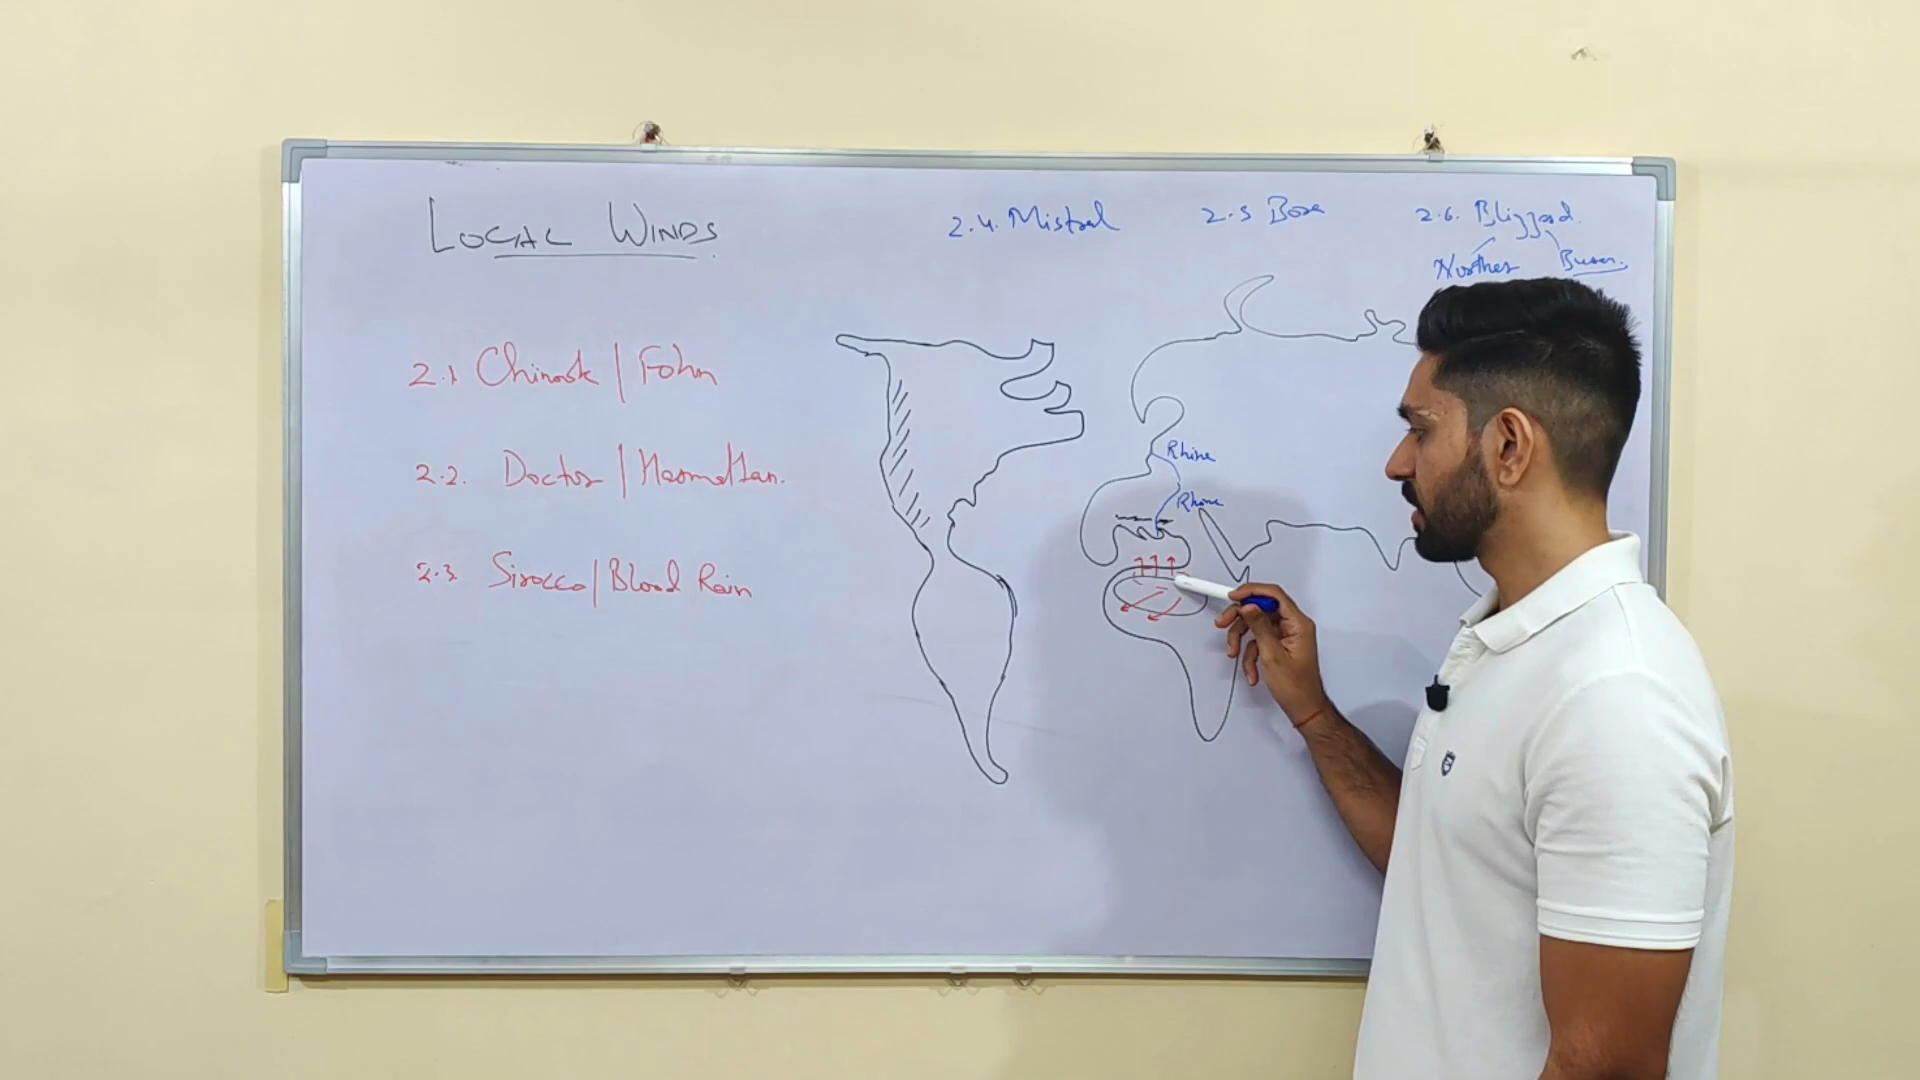 LOCAL WINDS
2.4. Mistral
2.5 Bora
2.6. Blizzard.
Norther
Buran.
2.1 Chinook | Fohn
2.2. Doctor | Harmattan.
2.3. Sirocco | Blood Rain
Rhine
Rhone